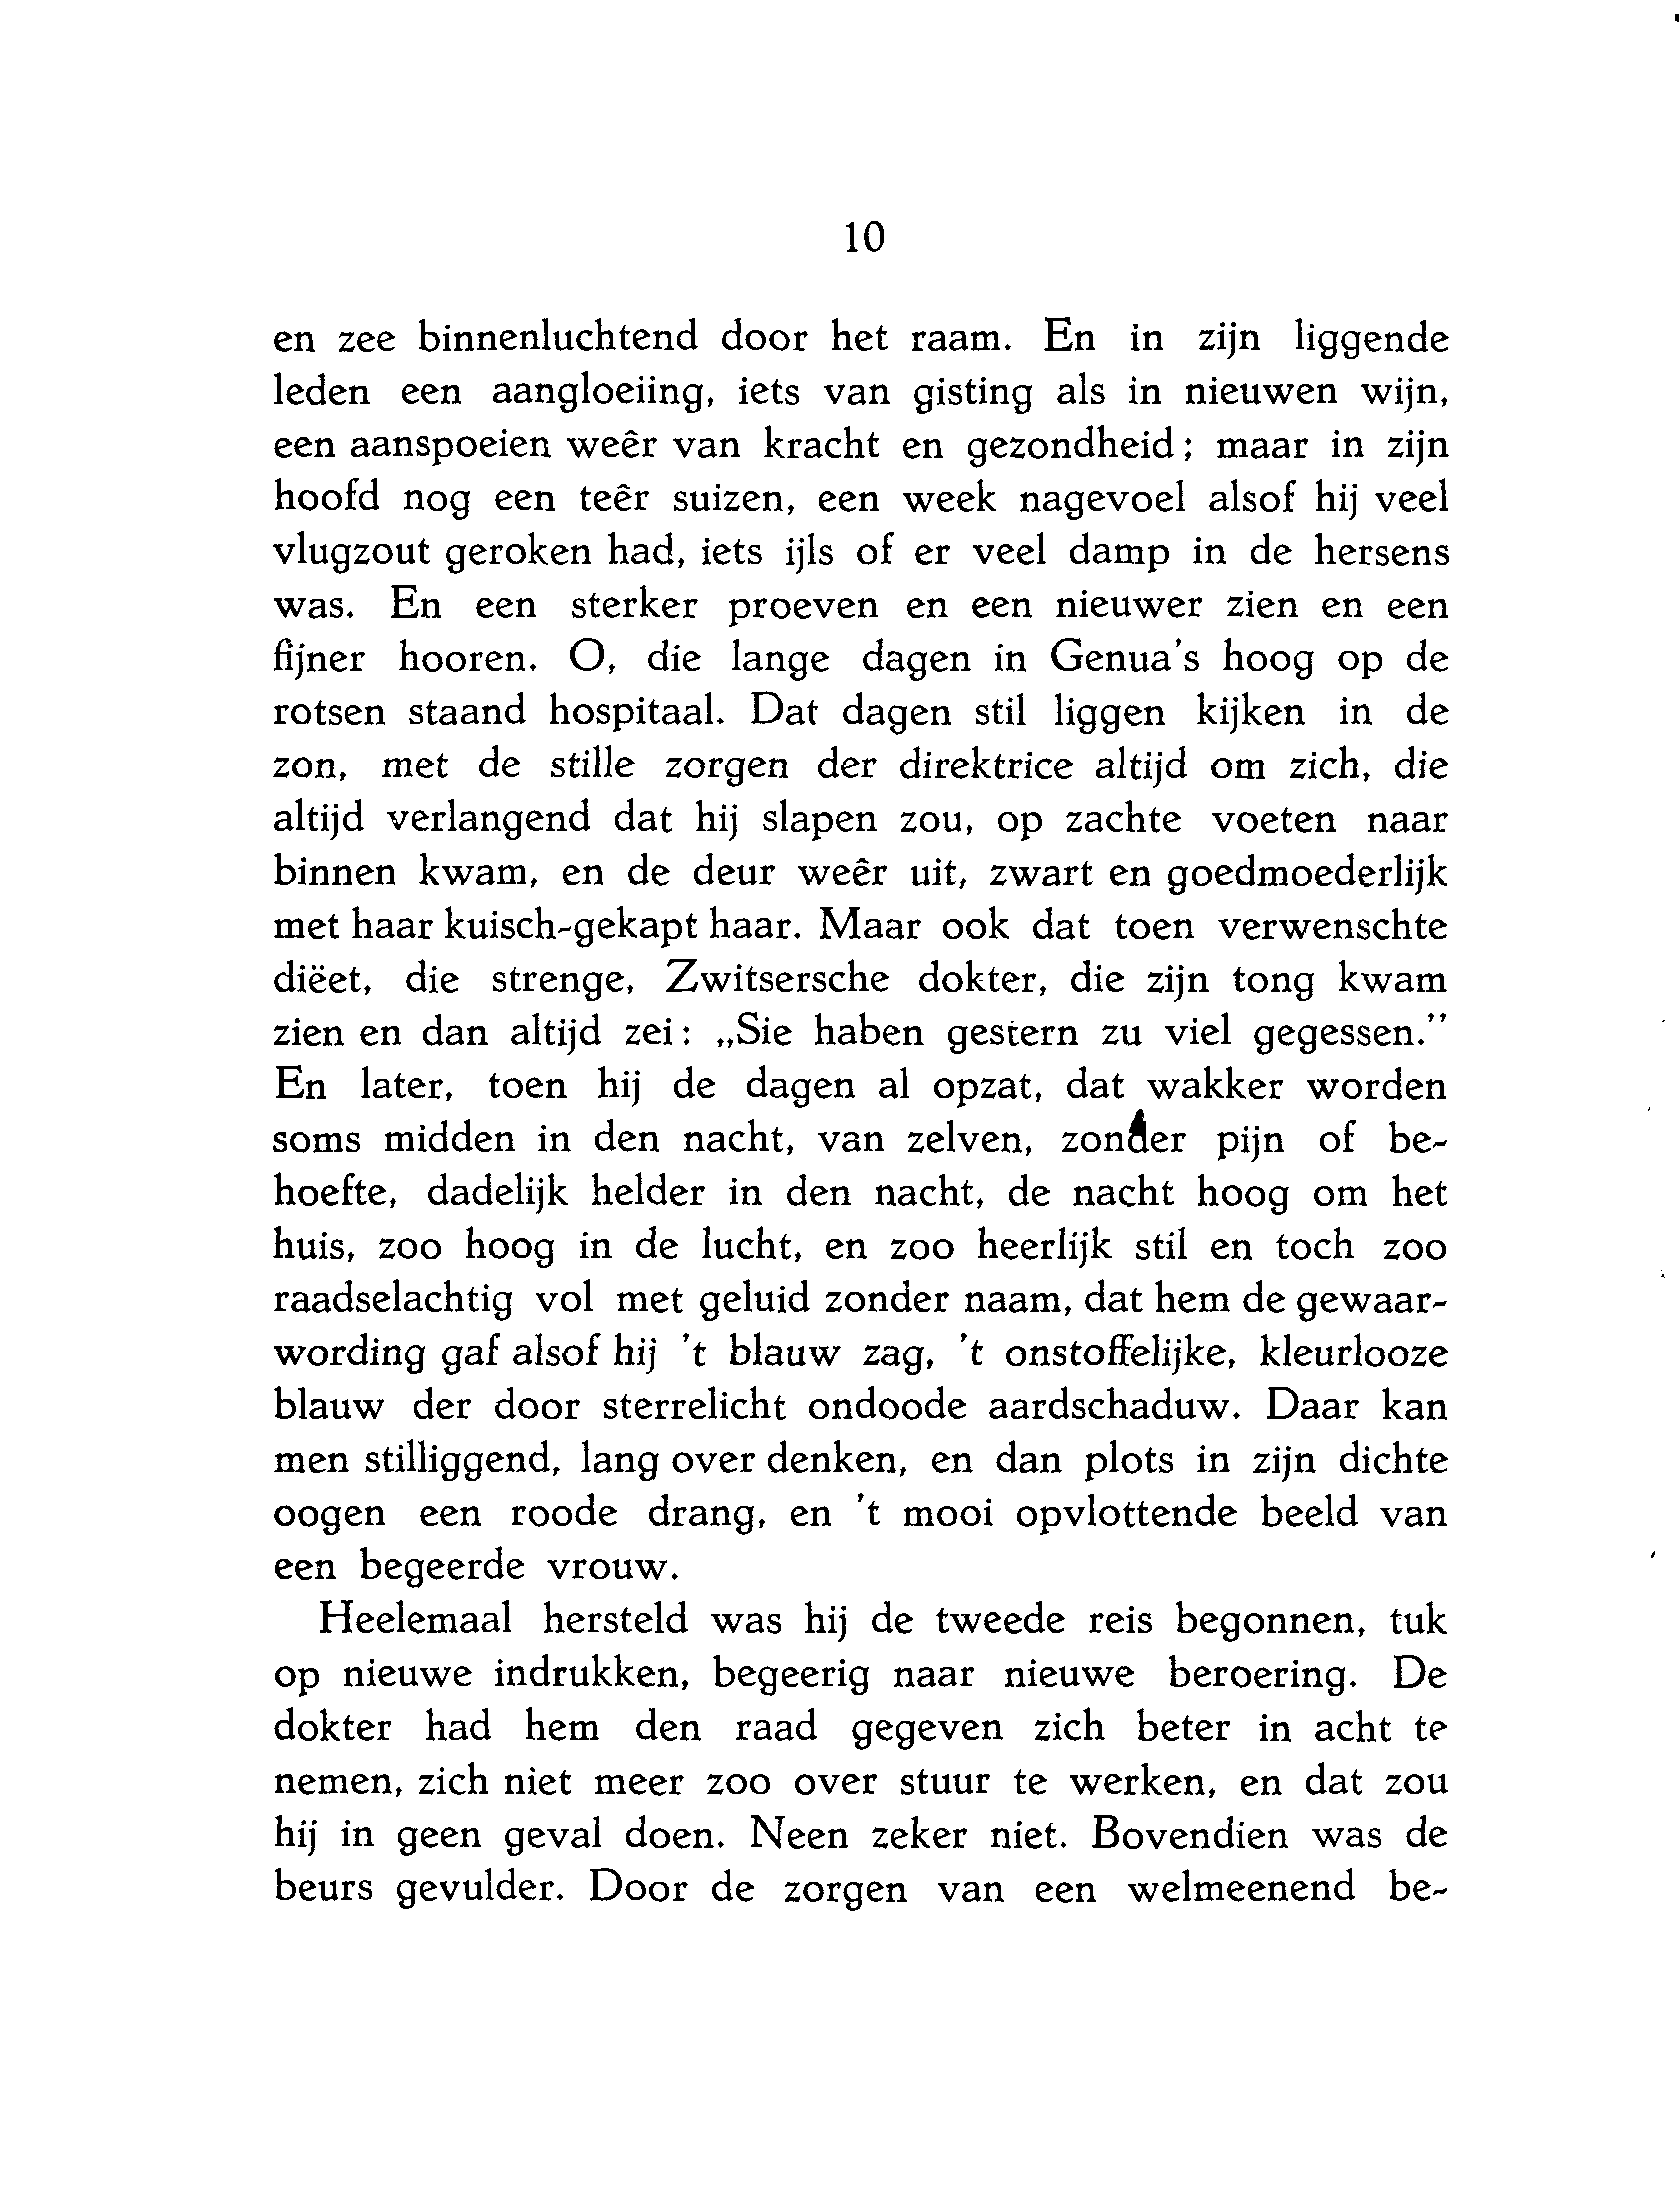 10
en zee binnenluchtend door het raam. En in zijn liggende
leden een aangloeiing, iets van gisting als in nieuwen wijn,
een aanspoeien weêr van kracht en gezondheid; maar in zijn
hoofd nog een teêr suizen, een week nagevoel alsof hij veel
vlugzout geroken had, iets ijls of er veel damp in de hersens
was. En een sterker proeven en een nieuwer zien en een
fijner hooren. O, die lange dagen in Genua's hoog op de
rotsen staand hospitaal. Dat dagen stil liggen kijken in de
zon, met de stille zorgen der direktrice altijd om zich, die
altijd verlangend dat hij slapen zou, op zachte voeten naar
binnen kwam, en de deur weêr uit, zwart en goedmoederlijk
met haar kuisch-gekapt haar. Maar ook dat toen verwenschte
diëet, die strenge, Zwitsersche dokter, die zijn tong kwam
zien en dan altijd zei: „Sie haben gestern zu viel gegessen.”
En later, toen hij de dagen al opzat, dat wakker worden
soms midden in den nacht, van zelven, zonder pijn of be-
hoefte, dadelijk helder in den nacht, de nacht hoog om het
huis, zoo hoog in de lucht, en zoo heerlijk stil en toch zoo
raadselachtig vol met geluid zonder naam, dat hem de gewaar-
wording gaf alsof hij 't blauw zag, 't onstoffelijke, kleurlooze
blauw der door sterrelicht ondoode aardschaduw. Daar kan
men stilliggend, lang over denken, en dan plots in zijn dichte
oogen een roode drang, en 't mooi opvlottende beeld van
een begeerde vrouw.
Heelemaal hersteld was hij de tweede reis begonnen, tuk
op nieuwe indrukken, begeerig naar nieuwe beroering. De
dokter had hem den raad gegeven zich beter in acht te
nemen, zich niet meer zoo over stuur te werken, en dat zou
hij in geen geval doen. Neen zeker niet. Bovendien was de
beurs gevulder. Door de zorgen van een welmeenend be-